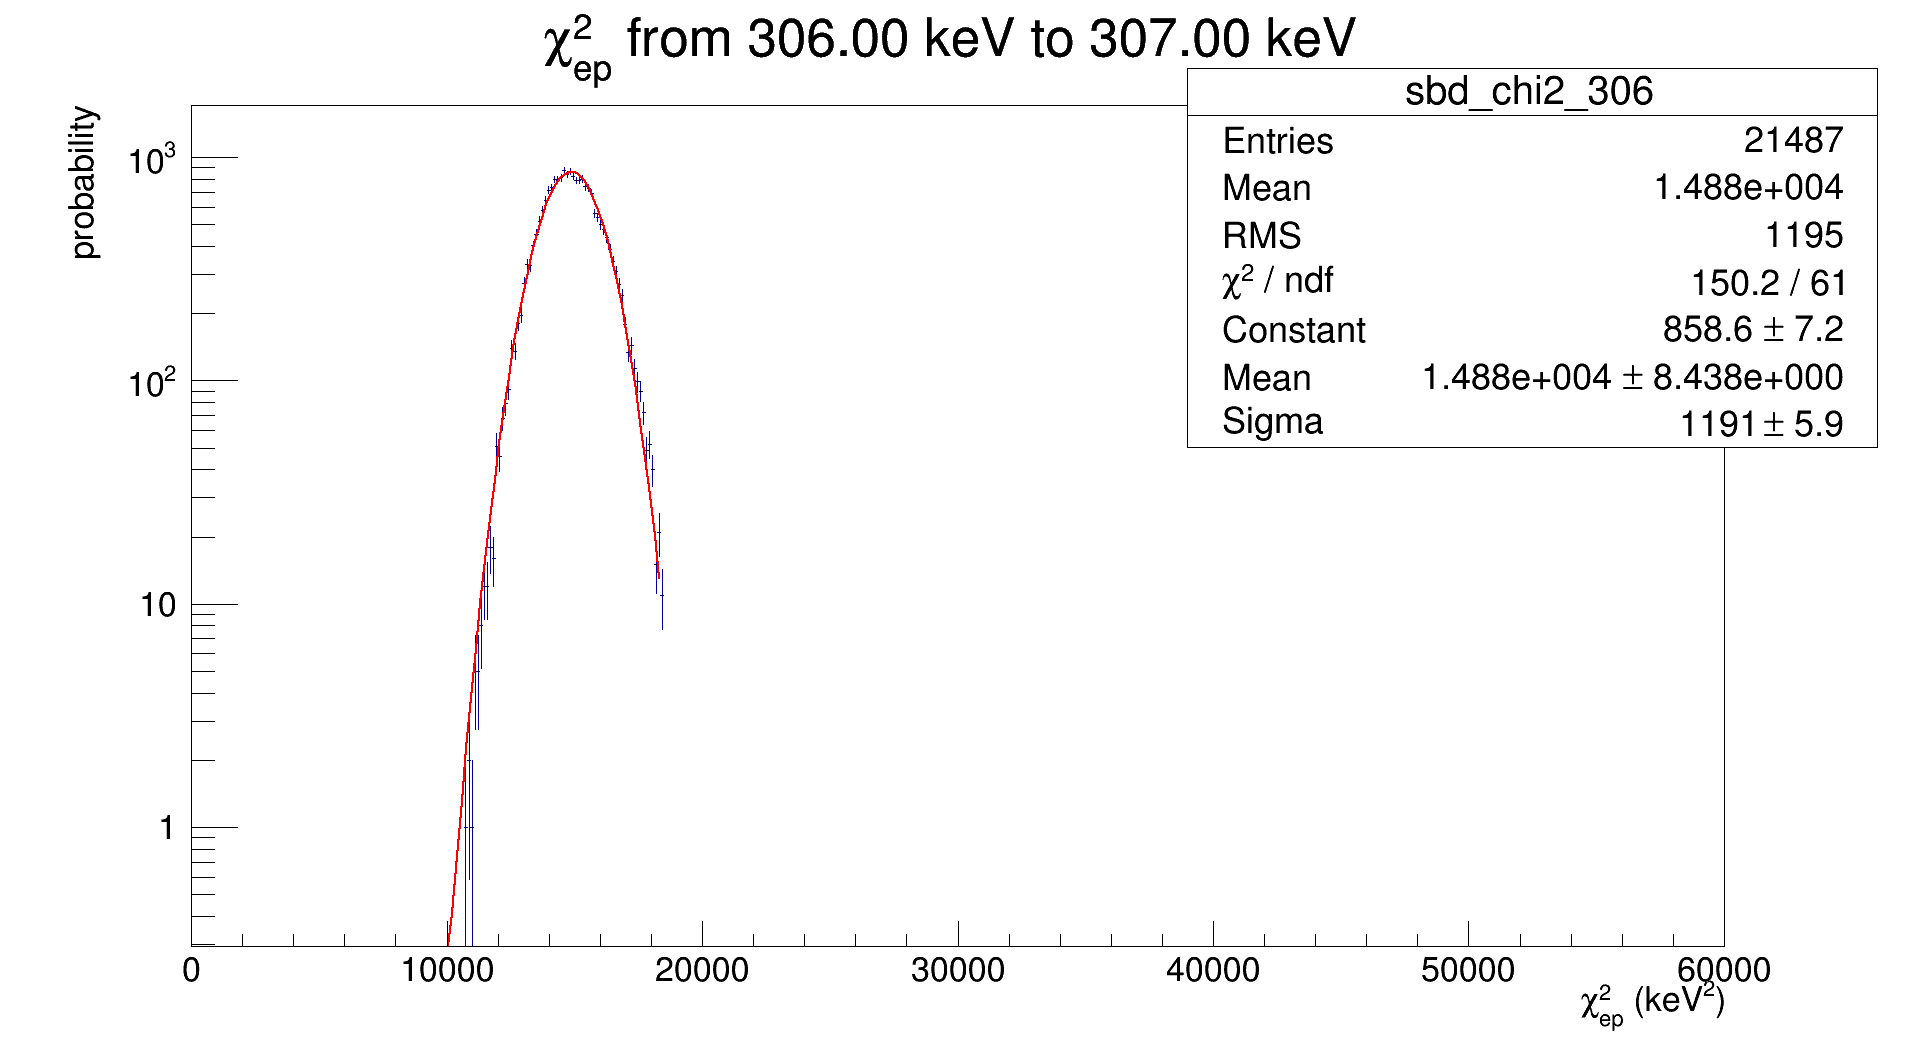 χ²ep from 306.00 keV to 307.00 keV
sbd_chi2_306
Entries 21487
Mean 1.488e+004
RMS 1195
χ² / ndf 150.2 / 61
Constant 858.6 ± 7.2
Mean 1.488e+004 ± 8.438e+000
Sigma 1191 ± 5.9
probability
10³
10²
10
1
0 10000 20000 30000 40000 50000 60000
χ²ep (keV²)